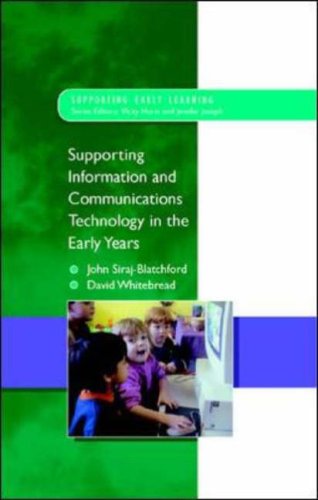 SUPPORTING EARLY LEARNING
Series Editors: Vicky Hurst and Jenefer Joseph
Supporting
Information and
Communications
Technology in the
Early Years
John Siraj-Blatchford
David Whitebread